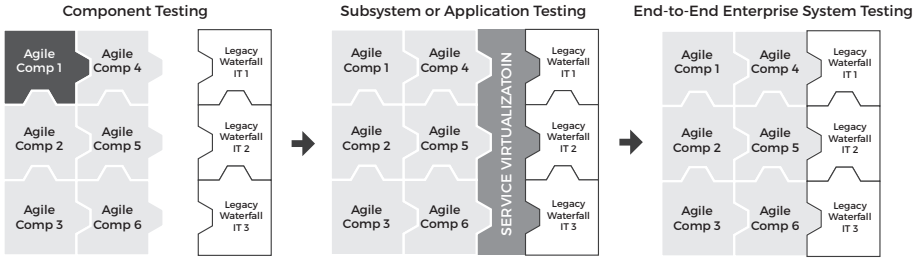 Component Testing
Agile
Comp 1
Agile
Comp 4
Legacy
Waterfall
IT 1
Agile
Comp 2
Agile
Comp 5
Legacy
Waterfall
IT 2
Agile
Comp 3
Agile
Comp 6
Legacy
Waterfall
IT 3
Subsystem or Application Testing
Agile
Comp 1
Agile
Comp 4
SERVICE VIRTUALIZATOIN
Legacy
Waterfall
IT 1
Agile
Comp 2
Agile
Comp 5
Legacy
Waterfall
IT 2
Agile
Comp 3
Agile
Comp 6
Legacy
Waterfall
IT 3
End-to-End Enterprise System Testing
Agile
Comp 1
Agile
Comp 4
Legacy
Waterfall
IT 1
Agile
Comp 2
Agile
Comp 5
Legacy
Waterfall
IT 2
Agile
Comp 3
Agile
Comp 6
Legacy
Waterfall
IT 3